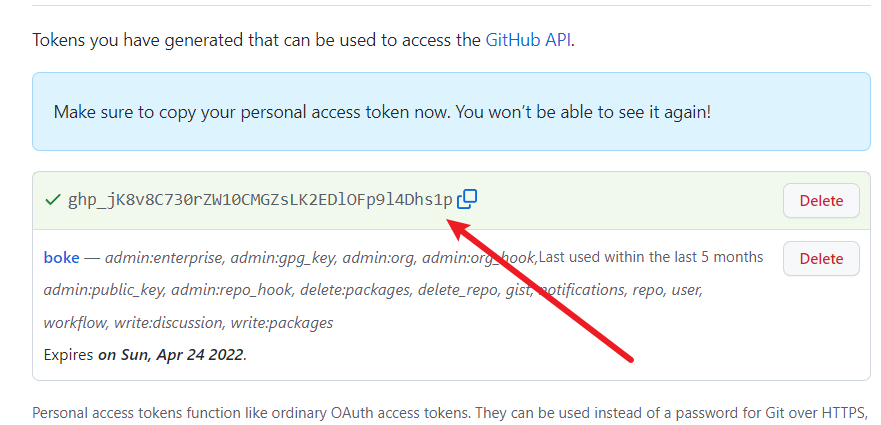 Tokens you have generated that can be used to access the GitHub API.
Make sure to copy your personal access token now. You won't be able to see it again!
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
Delete
boke — admin:enterprise, admin:gpg_key, admin:org, admin:org_hook, Last used within the last 5 months
Delete
admin:public_key, admin:repo_hook, delete:packages, delete_repo, gist, notifications, repo, user,
workflow, write:discussion, write:packages
Expires on Sun, Apr 24 2022.
Personal access tokens function like ordinary OAuth access tokens. They can be used instead of a password for Git over HTTPS,